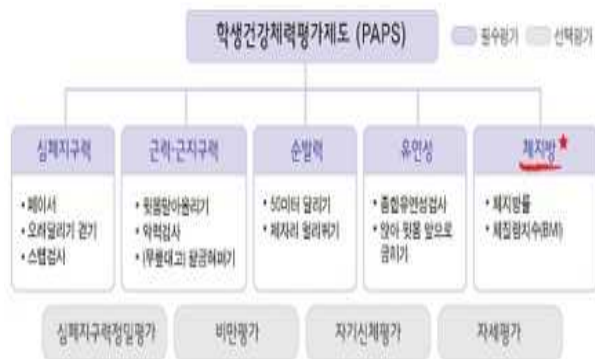 학생건강체력평가제도 (PAPS)
필수평가
선택평가
심폐지구력
근력·근지구력
순발력
유연성
체지방
• 페이서
• 오래달리기 걷기
• 스텝검사
• 윗몸말아올리기
• 악력검사
• (무릎대고) 팔굽혀펴기
• 50미터 달리기
• 제자리 멀리뛰기
• 종합유연성검사
• 앉아 윗몸 앞으로
굽히기
• 체지방률
• 체질량지수(BMI)
심폐지구력정밀평가
비만평가
자기신체평가
자세평가